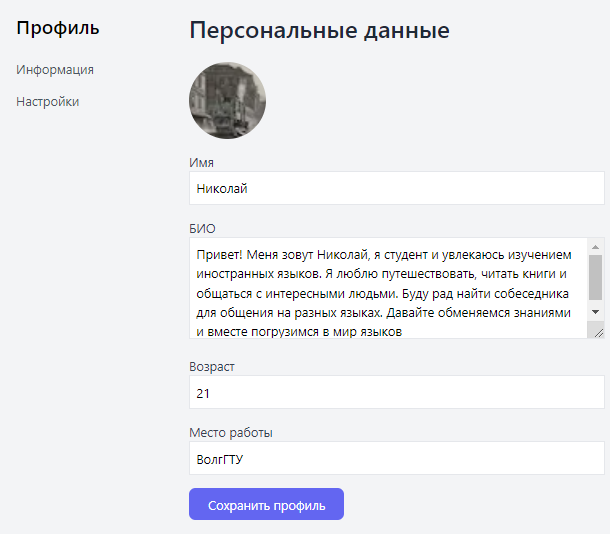 Профиль
Информация
Настройки
Персональные данные
Имя
Николай
БИО
Привет! Меня зовут Николай, я студент и увлекаюсь изучением
иностранных языков. Я люблю путешествовать, читать книги и
общаться с интересными людьми. Буду рад найти собеседника
для общения на разных языках. Давайте обменяемся знаниями
и вместе погрузимся в мир языков
Возраст
21
Место работы
ВолгГТУ
Сохранить профиль